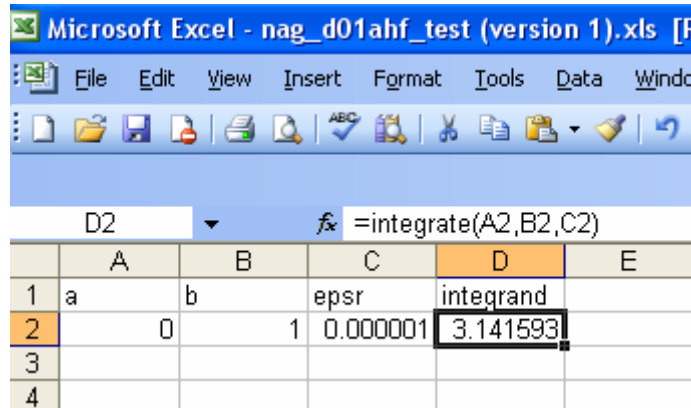 Microsoft Excel - nag_d01ahf_test (version 1).xls
File Edit View Insert Format Tools Data
ABC
D2 fx =integrate(A2,B2,C2)
A B C D E
1 a b epsr integrand
2 0 1 0.000001 3.141593
3
4